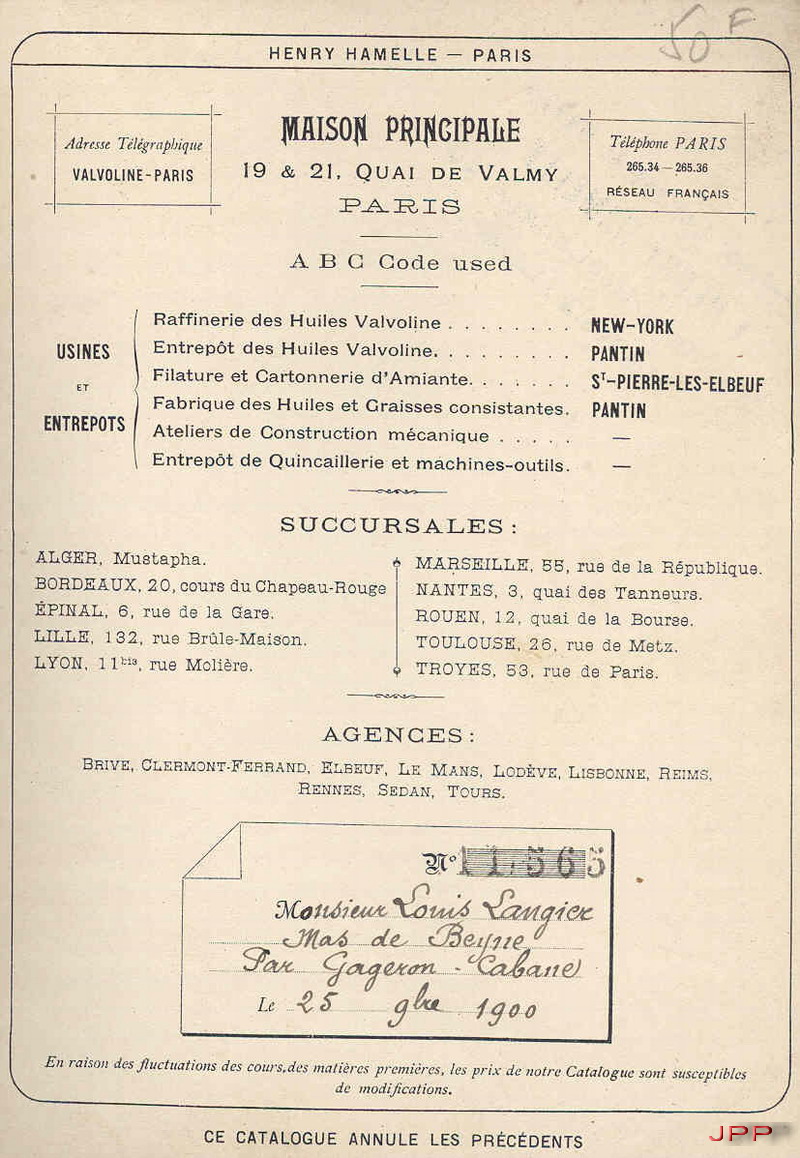 50 F
HENRY HAMELLE — PARIS
Adresse Télégraphique
VALVOLINE-PARIS
MAISON PRINCIPALE
19 & 21, QUAI DE VALMY
PARIS
Téléphone PARIS
265.34 — 265.36
RÉSEAU FRANÇAIS
A B C Code used
USINES
ET
ENTREPOTS
Raffinerie des Huiles Valvoline . . . . . . . . NEW-YORK
Entrepôt des Huiles Valvoline. . . . . . . . . PANTIN
Filature et Cartonnerie d'Amiante. . . . . . . ST-PIERRE-LES-ELBEUF
Fabrique des Huiles et Graisses consistantes. PANTIN
Ateliers de Construction mécanique . . . . . —
Entrepôt de Quincaillerie et machines-outils. —
SUCCURSALES :
ALGER, Mustapha.
BORDEAUX, 20, cours du Chapeau-Rouge
ÉPINAL, 6, rue de la Gare.
LILLE, 132, rue Brûle-Maison.
LYON, 11bis, rue Molière.
MARSEILLE, 55, rue de la République.
NANTES, 3, quai des Tanneurs.
ROUEN, 12, quai de la Bourse.
TOULOUSE, 26, rue de Metz.
TROYES, 53, rue de Paris.
AGENCES :
BRIVE, CLERMONT-FERRAND, ELBEUF, LE MANS, LODÈVE, LISBONNE, REIMS,
RENNES, SEDAN, TOURS.
No 11.565
Monsieur Louis Langier
Mas de Beyne
Par Gageron - Cabane
Le 25 9bre 1900
En raison des fluctuations des cours des matières premières, les prix de notre Catalogue sont susceptibles
de modifications.
CE CATALOGUE ANNULE LES PRÉCÉDENTS
JPP